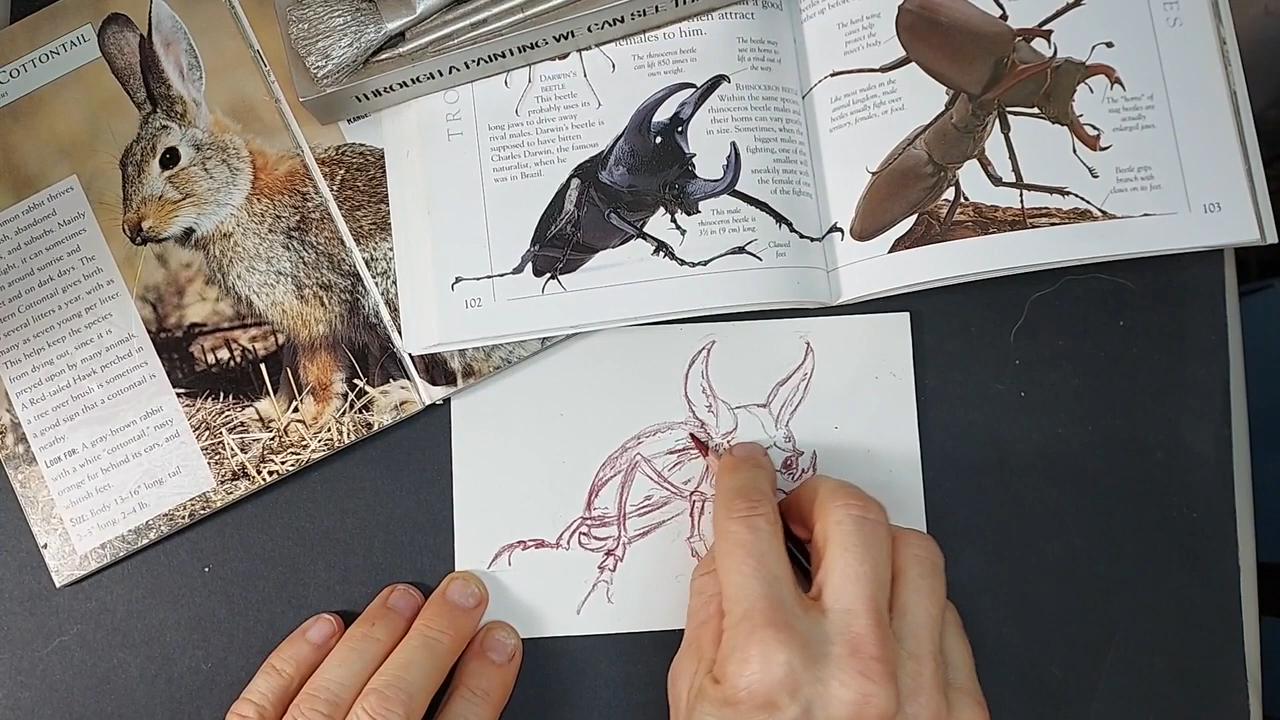 COTTONTAIL
mmon rabbit thrives
sh, abandoned
s, and suburbs. Mainly
ight, it can sometimes
n around sunrise and
et and on dark days. The
tern Cottontail gives birth
several litters a year, with as
many as seven young per litter.
This helps keep the species
from dying out, since it is
preyed upon by many animals.
A Red-tailed Hawk perched in
a tree over brush is sometimes
a good sign that a cottontail is
nearby.
LOOK FOR: A gray-brown rabbit
with a white "cottontail," rusty
orange fur behind its ears, and
whitish feet.
SIZE: Body 13–16" long, tail
2–3" long; 2–4 lb.
RANGE:
THROUGH A PAINTING WE CAN SEE TH
TRO
DARWIN'S
BEETLE
This beetle
probably uses its
long jaws to drive away
rival males. Darwin's beetle is
supposed to have bitten
Charles Darwin, the famous
naturalist, when he
was in Brazil.
a good
attract
females to him.
The rhinoceros beetle
can lift 850 times its
own weight.
The beetle may
use its horns to
lift a rival out of
the way.
RHINOCEROS BEETLE
Within the same species
rhinoceros beetle males and
their horns can vary greatly
in size. Sometimes, when the
biggest males are
fighting, one of the
smallest will
sneakily mate with
the female of one
of the fighting
This male
rhinoceros beetle is
3½ in (9 cm) long.
Clawed
feet
102
The hard wing
cases help
protect the
insect's body.
Like most males in the
animal kingdom, male
beetles usually fight over
territory, females, or food.
The "horns" of
stag beetles are
actually
enlarged jaws.
Beetle grips
branch with
claws on its feet.
ES
103